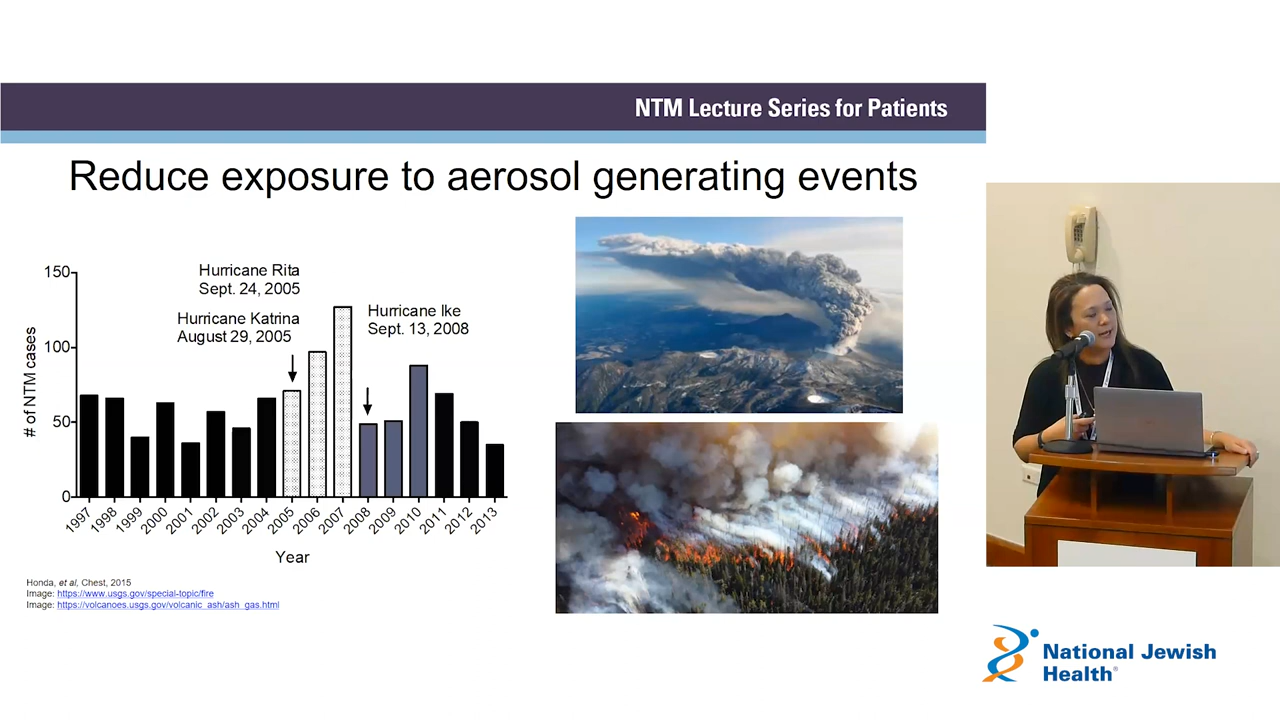 NTM Lecture Series for Patients
Reduce exposure to aerosol generating events
# of NTM cases
150
100
50
0
Hurricane Rita
Sept. 24, 2005
Hurricane Katrina
August 29, 2005
Hurricane Ike
Sept. 13, 2008
1997
1998
1999
2000
2001
2002
2003
2004
2005
2006
2007
2008
2009
2010
2011
2012
2013
Year
Honda, et al, Chest, 2015
Image: https://www.usgs.gov/special-topic/fire
Image: https://volcanoes.usgs.gov/volcanic_ash/ash_gas.html
National Jewish
Health®